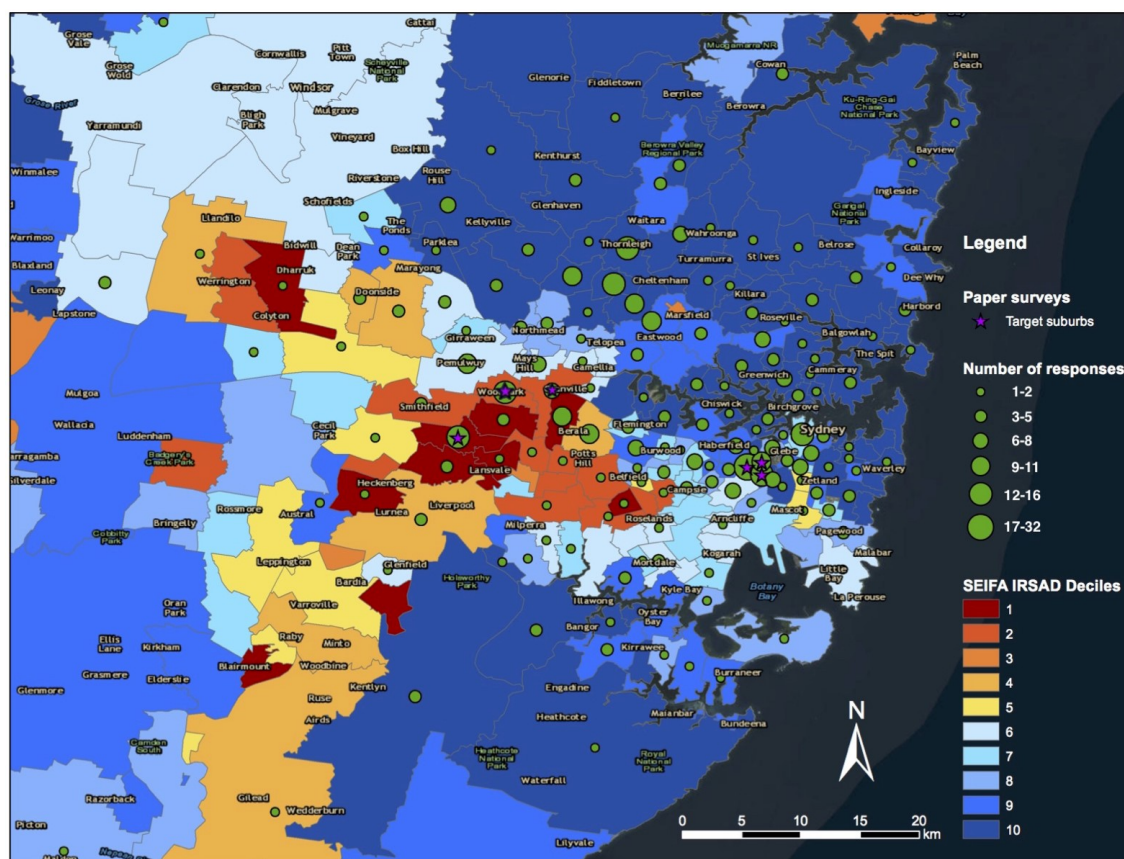 Cattai
Grose
Vale
Pitt
Town
Cornwallis
Scheyville
National
Park
Muogamarra NR
Cowan
Palm
Beach
Grose
Wold
Clarendon
Windsor
Glenorie
Fiddletown
Berrilee
Berowra
Ku-Ring-Gai
Chase
National Park
Grose River
Bligh
Park
Mulgrave
Yarramundi
Vineyard
Box Hill
Kenthurst
Berowra Valley
Regional Park
Bayview
Winmalee
Riverstone
Rouse
Hill
Ingleside
Llandilo
Schofields
The
Ponds
Kellyville
Glenhaven
Waitara
Garigal
National
Park
Warrimoo
Bidwill
Dean
Park
Parklea
Thornleigh
Wahroonga
Belrose
Collaroy
Legend
Blaxland
Werrington
Dharruk
Marayong
Turramurra
St Ives
Dee Why
Leonay
Lapstone
Doonside
Cheltenham
Killara
Harbord
Paper surveys
Target suburbs
Colyton
Girraween
Northmead
Marsfield
Roseville
Balgowlah
Telopea
Eastwood
The Spit
Pemulwuy
Mays
Hill
Camellia
Greenwich
Cammeray
Number of responses
1-2
3-5
6-8
9-11
12-16
17-32
Mulgoa
Smithfield
Chiswick
Birchgrove
Wallacia
Luddenham
Cecil
Park
Berala
Flemington
Haberfield
Sydney
Glebe
Badgery's
Creek Park
Lansvale
Potts
Hill
Burwood
Waverley
Silverdale
Heckenberg
Belfield
Campsie
Zetland
Rossmore
Austral
Lurnea
Liverpool
Roselands
Mascot
Bringelly
Milperra
Arncliffe
Pagewood
Cobbitty
Park
Leppington
Glenfield
Holsworthy
Park
Mortdale
Kogarah
Malabar
Little
Bay
Bardia
Kyle Bay
Botany
Bay
La Perouse
SEIFA IRSAD Deciles
1
2
3
4
5
6
7
8
9
10
Oran
Park
Varroville
Illawong
Oyster
Bay
Ellis
Lane
Kirkham
Raby
Minto
Bangor
Kirrawee
Grasmere
Elderslie
Blairmount
Woodbine
Burraneer
Glenmore
Kentlyn
Engadine
Ruse
Airds
Heathcote
Maianbar
Bundeena
N
Camden
South
Heathcote
National
Park
Royal
National
Park
Waterfall
Razorback
Gilead
Wedderburn
Picton
Lilyvale
0 5 10 15 20
km